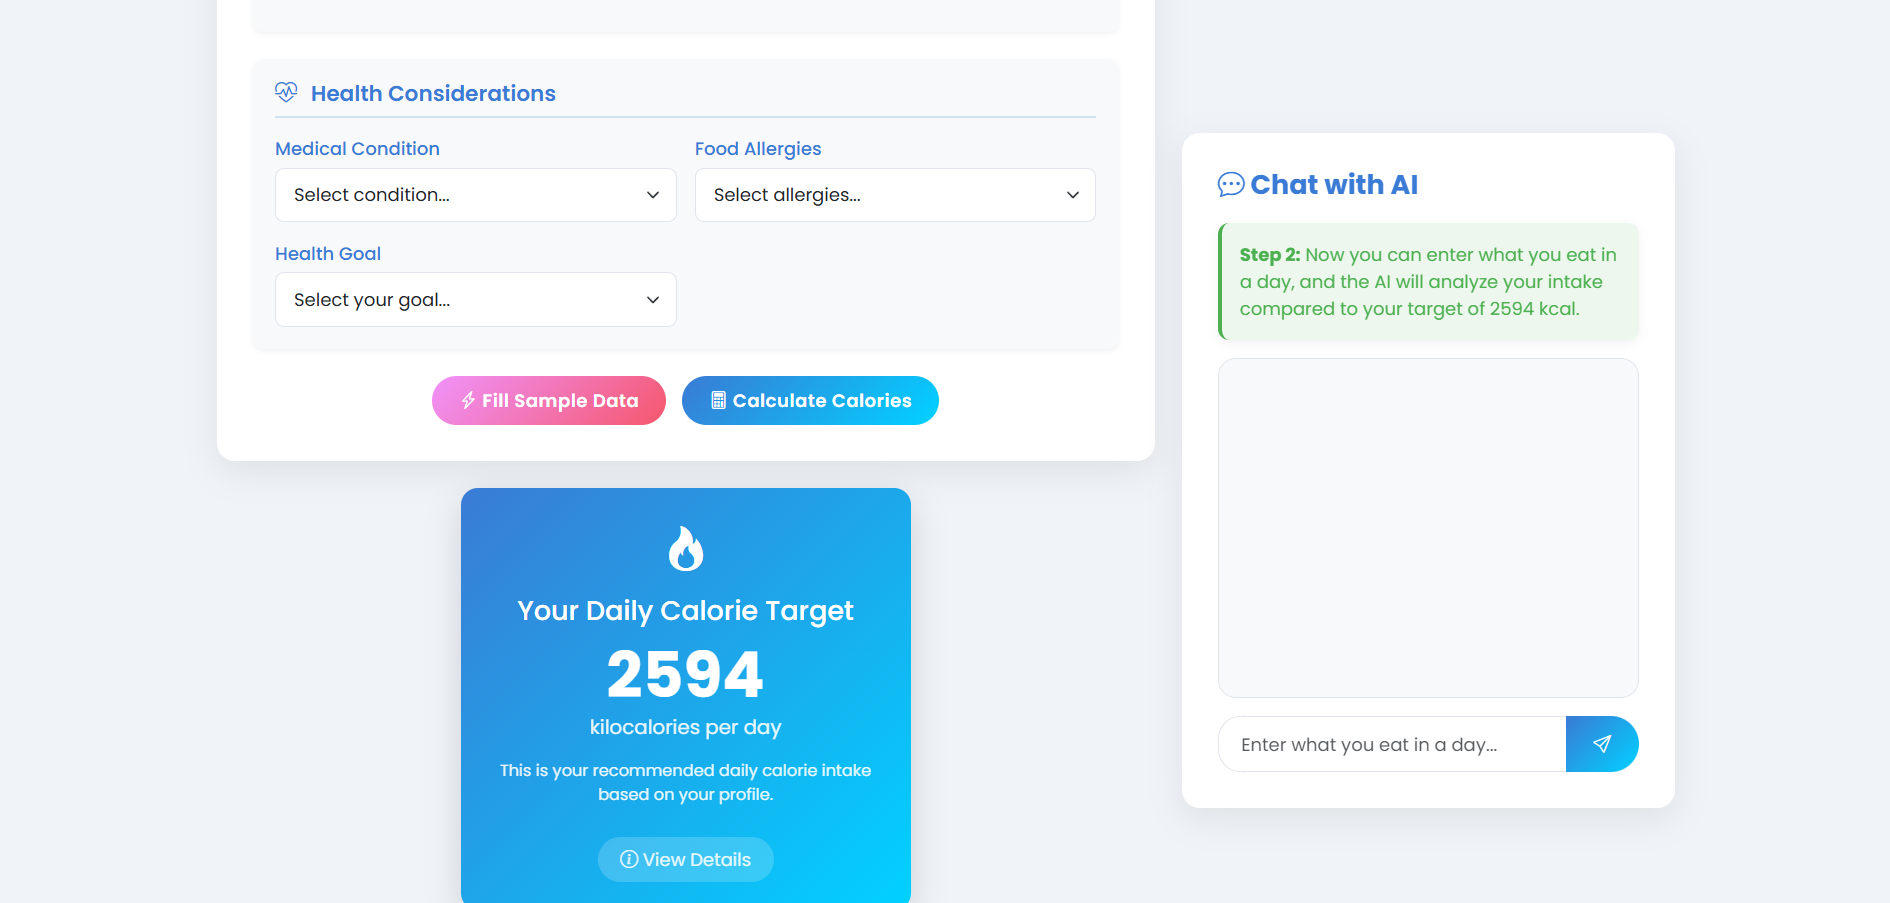 Health Considerations
Medical Condition
Food Allergies
Select condition...
Select allergies...
Health Goal
Select your goal...
Fill Sample Data
Calculate Calories
Your Daily Calorie Target
2594
kilocalories per day
This is your recommended daily calorie intake
based on your profile.
View Details
Chat with AI
Step 2: Now you can enter what you eat in
a day, and the AI will analyze your intake
compared to your target of 2594 kcal.
Enter what you eat in a day...